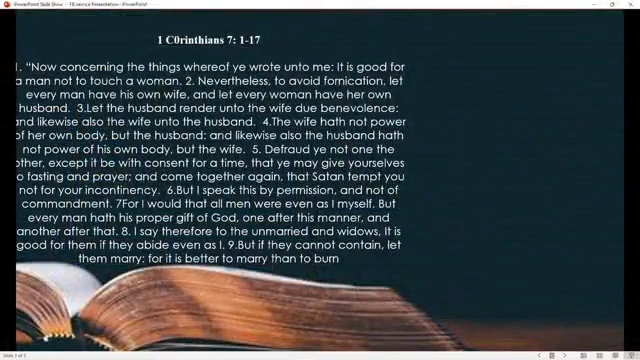 PowerPoint Slide Show - PowerPoint
1 C0rinthians 7: 1-17
1. “Now concerning the things whereof ye wrote unto me: It is good for
a man not to touch a woman. 2. Nevertheless, to avoid fornication, let
every man have his own wife, and let every woman have her own
husband. 3.Let the husband render unto the wife due benevolence:
and likewise also the wife unto the husband. 4.The wife hath not power
of her own body, but the husband: and likewise also the husband hath
not power of his own body, but the wife. 5. Defraud ye not one the
other, except it be with consent for a time, that ye may give yourselves
to fasting and prayer; and come together again, that Satan tempt you
not for your incontinency. 6.But I speak this by permission, and not of
commandment. 7For I would that all men were even as I myself. But
every man hath his proper gift of God, one after this manner, and
another after that. 8. I say therefore to the unmarried and widows, It is
good for them if they abide even as I. 9.But if they cannot contain, let
them marry: for it is better to marry than to burn